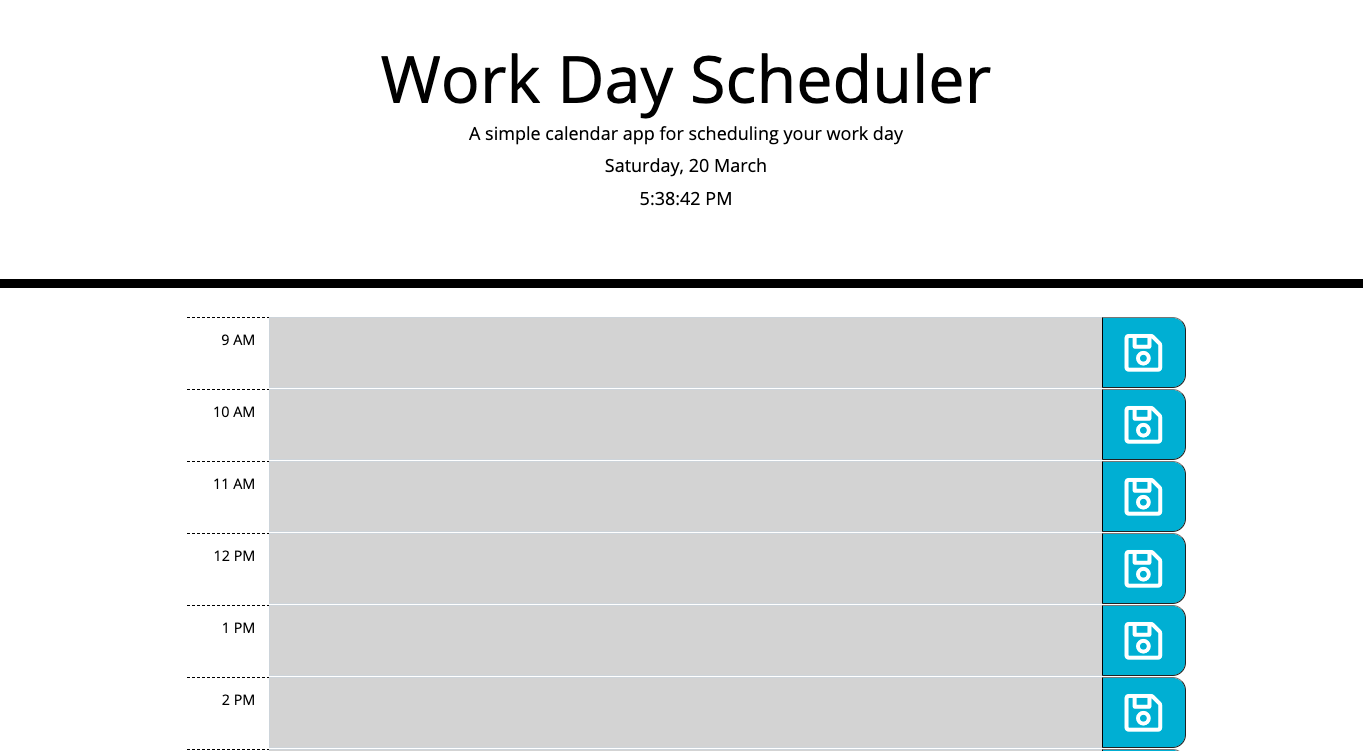 Work Day Scheduler
A simple calendar app for scheduling your work day
Saturday, 20 March
5:38:42 PM
9 AM
10 AM
11 AM
12 PM
1 PM
2 PM